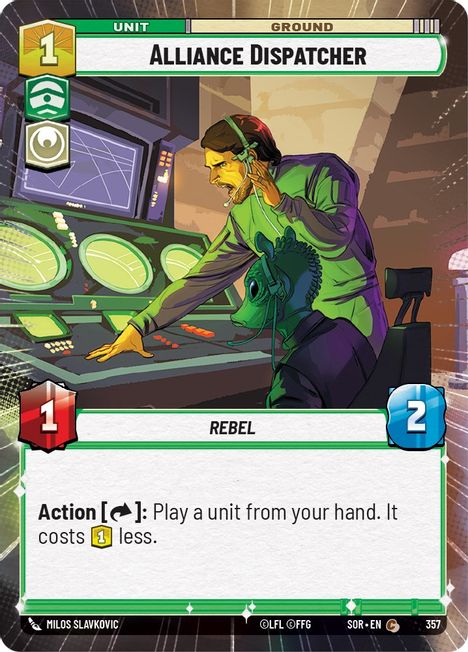 UNIT GROUND
1 ALLIANCE DISPATCHER
1 REBEL 2
Action [ ]: Play a unit from your hand. It
costs 1 less.
MILOS SLAVKOVIC ©LFL ©FFG SOR • EN C 357